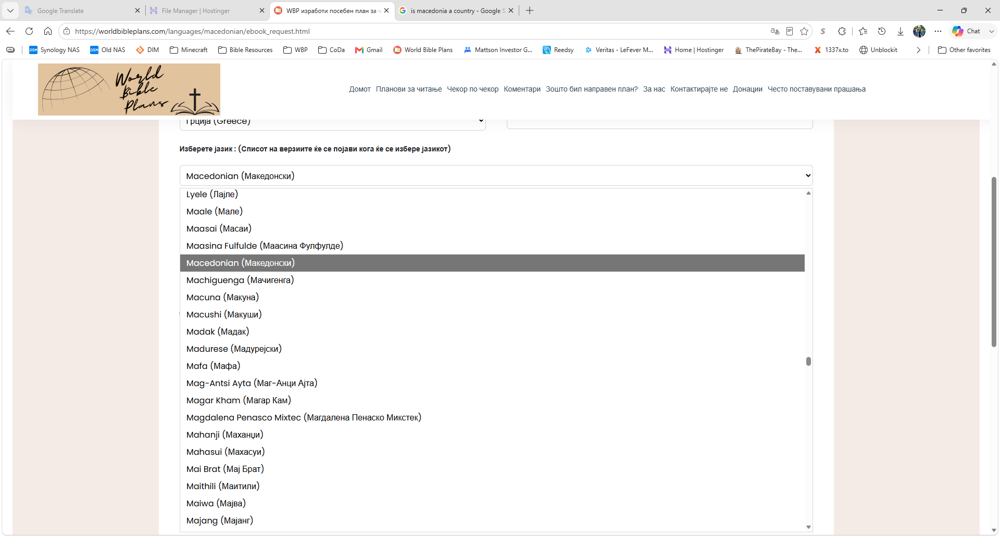 Google Translate
File Manager | Hostinger
WBP изработи посебен план за ч
is macedonia a country - Google S
https://worldbibleplans.com/languages/macedonian/ebook_request.html
Chat
Synology NAS
Old NAS
DIM
Minecraft
Bible Resources
WBP
CoDa
Gmail
World Bible Plans
Mattson Investor G...
Reedsy
Veritas - LeFever M...
Home | Hostinger
ThePirateBay - The...
1337x.to
Unblockit
Other favorites
World
Bible
Plans
Домот Планови за читање Чекор по чекор Коментари Зошто бил направен план? За нас Контактирајте не Донации Често поставувани прашања
Грција (Greece)
Изберете јазик : (Списот на верзиите ќе се појави кога ќе се избере јазикот)
Macedonian (Македонски)
Lyele (Лајле)
Maale (Мале)
Maasai (Масаи)
Maasina Fulfulde (Маасина Фулфулде)
Macedonian (Македонски)
Machiguenga (Мачигенга)
Macuna (Макуна)
Macushi (Макуши)
Madak (Мадак)
Madurese (Мадурејски)
Mafa (Мафа)
Mag-Antsi Ayta (Маг-Анци Ајта)
Magar Kham (Магар Кам)
Magdalena Penasco Mixtec (Магдалена Пенаско Микстек)
Mahanji (Маханџи)
Mahasui (Махасуи)
Mai Brat (Мај Брат)
Maithili (Маитили)
Maiwa (Мајва)
Majang (Мајанг)